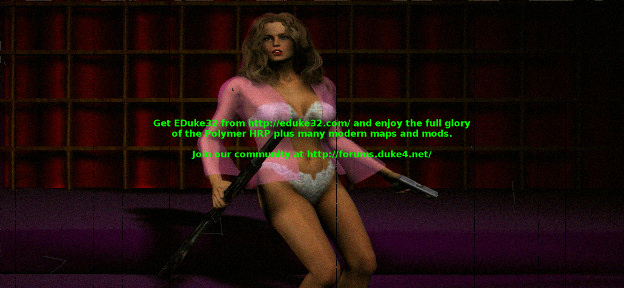 Get EDuke32 from http://eduke32.com/ and enjoy the full glory
of the Polymer HRP plus many modern maps and mods.
Join our community at http://forums.duke4.net/